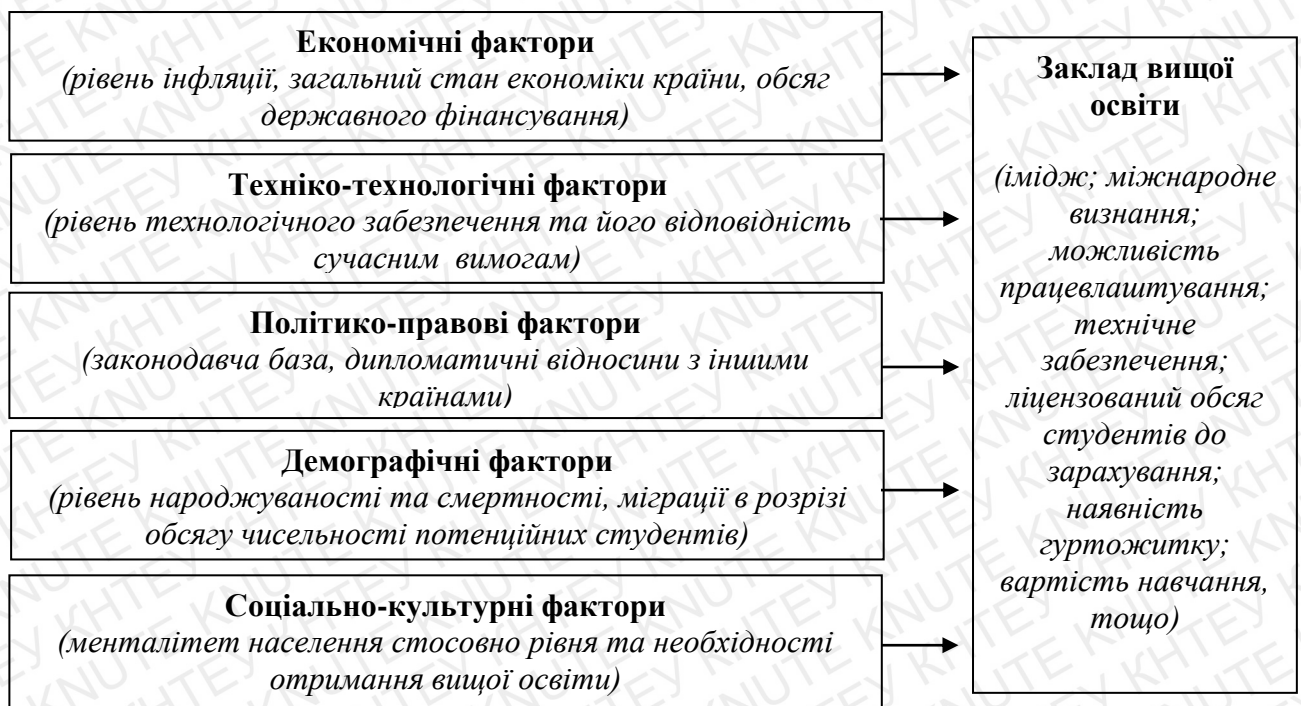 Економічні фактори
(рівень інфляції, загальний стан економіки країни, обсяг
державного фінансування)
Техніко-технологічні фактори
(рівень технологічного забезпечення та його відповідність
сучасним вимогам)
Політико-правові фактори
(законодавча база, дипломатичні відносини з іншими
країнами)
Демографічні фактори
(рівень народжуваності та смертності, міграції в розрізі
обсягу чисельності потенційних студентів)
Соціально-культурні фактори
(менталітет населення стосовно рівня та необхідності
отримання вищої освіти)
Заклад вищої
освіти
(імідж; міжнародне
визнання;
можливість
працевлаштування;
технічне
забезпечення;
ліцензований обсяг
студентів до
зарахування;
наявність
гуртожитку;
вартість навчання,
тощо)